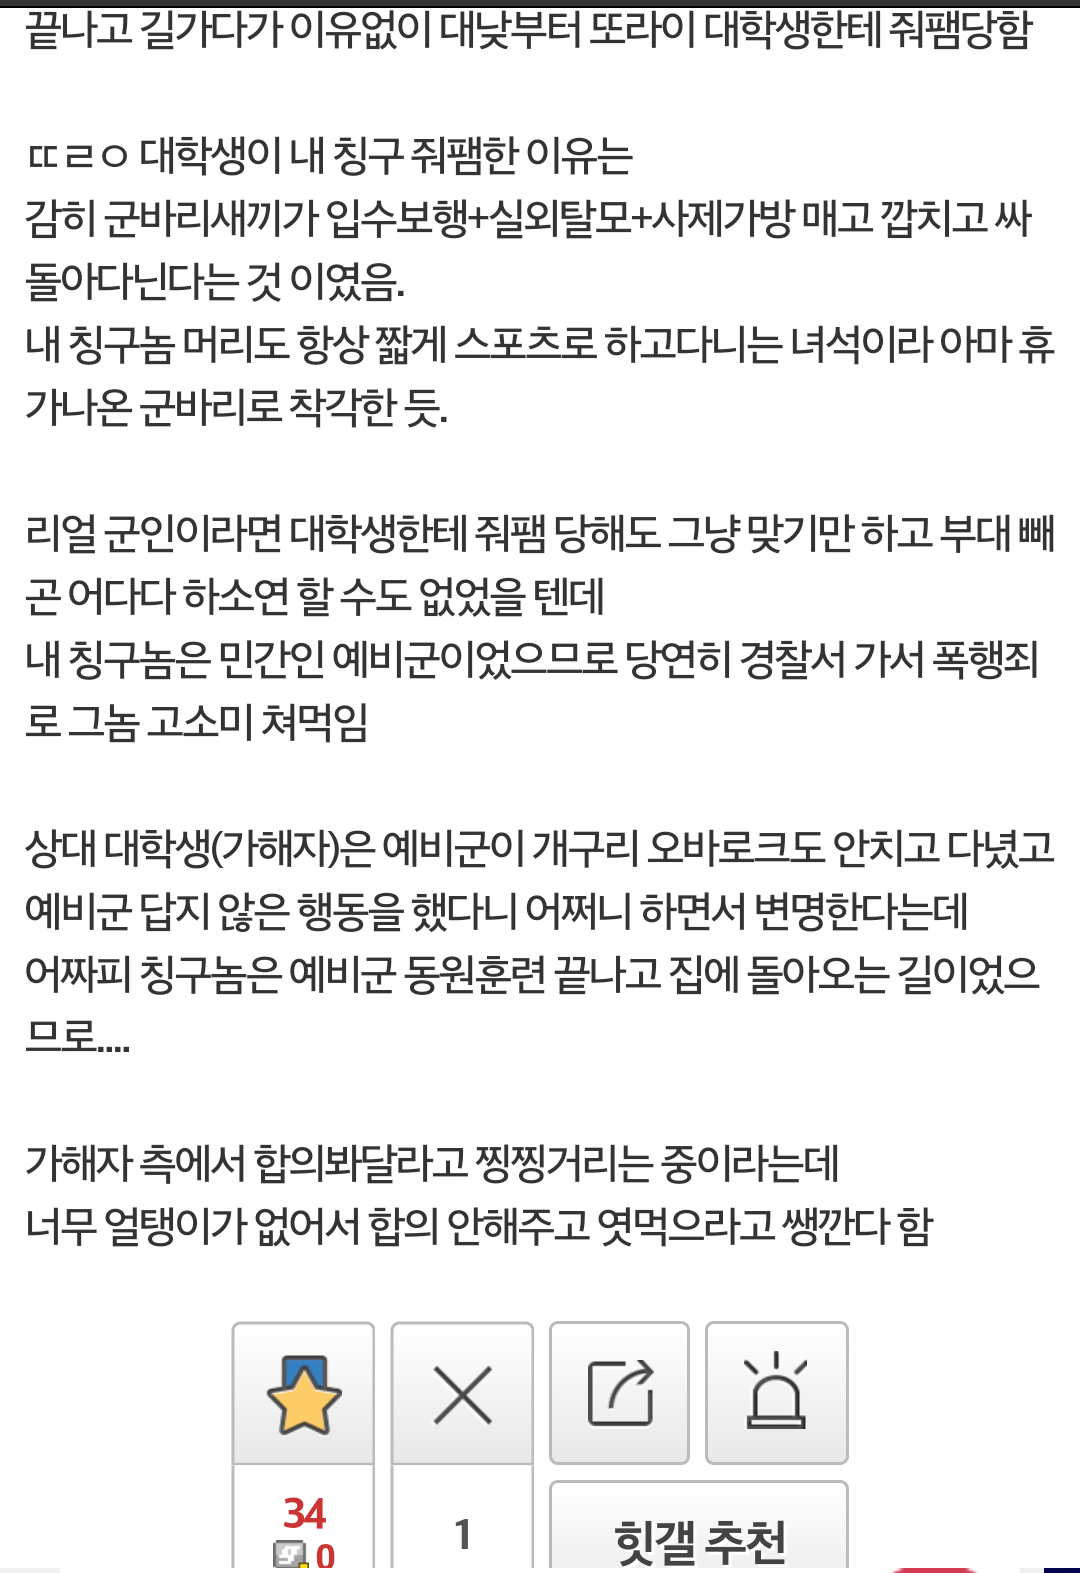 끝나고 길가다가 이유없이 대낮부터 또라이 대학생한테 줘팸당함
ㄸㄹㅇ 대학생이 내 칭구 줘팸한 이유는
감히 군바리새끼가 입수보행+실외탈모+사제가방 매고 깝치고 싸
돌아다닌다는 것 이였음.
내 칭구놈 머리도 항상 짧게 스포츠로 하고다니는 녀석이라 아마 휴
가나온 군바리로 착각한 듯.
리얼 군인이라면 대학생한테 줘팸 당해도 그냥 맞기만 하고 부대 빼
곤 어다다 하소연 할 수도 없었을 텐데
내 칭구놈은 민간인 예비군이었으므로 당연히 경찰서 가서 폭행죄
로 그놈 고소미 쳐먹임
상대 대학생(가해자)은 예비군이 개구리 오바로크도 안치고 다녔고
예비군 답지 않은 행동을 했다니 어쩌니 하면서 변명한다는데
어짜피 칭구놈은 예비군 동원훈련 끝나고 집에 돌아오는 길이었으
므로....
가해자 측에서 합의봐달라고 찡찡거리는 중이라는데
너무 얼탱이가 없어서 합의 안해주고 엿먹으라고 쌩깐다 함
34
0
1
힛갤 추천